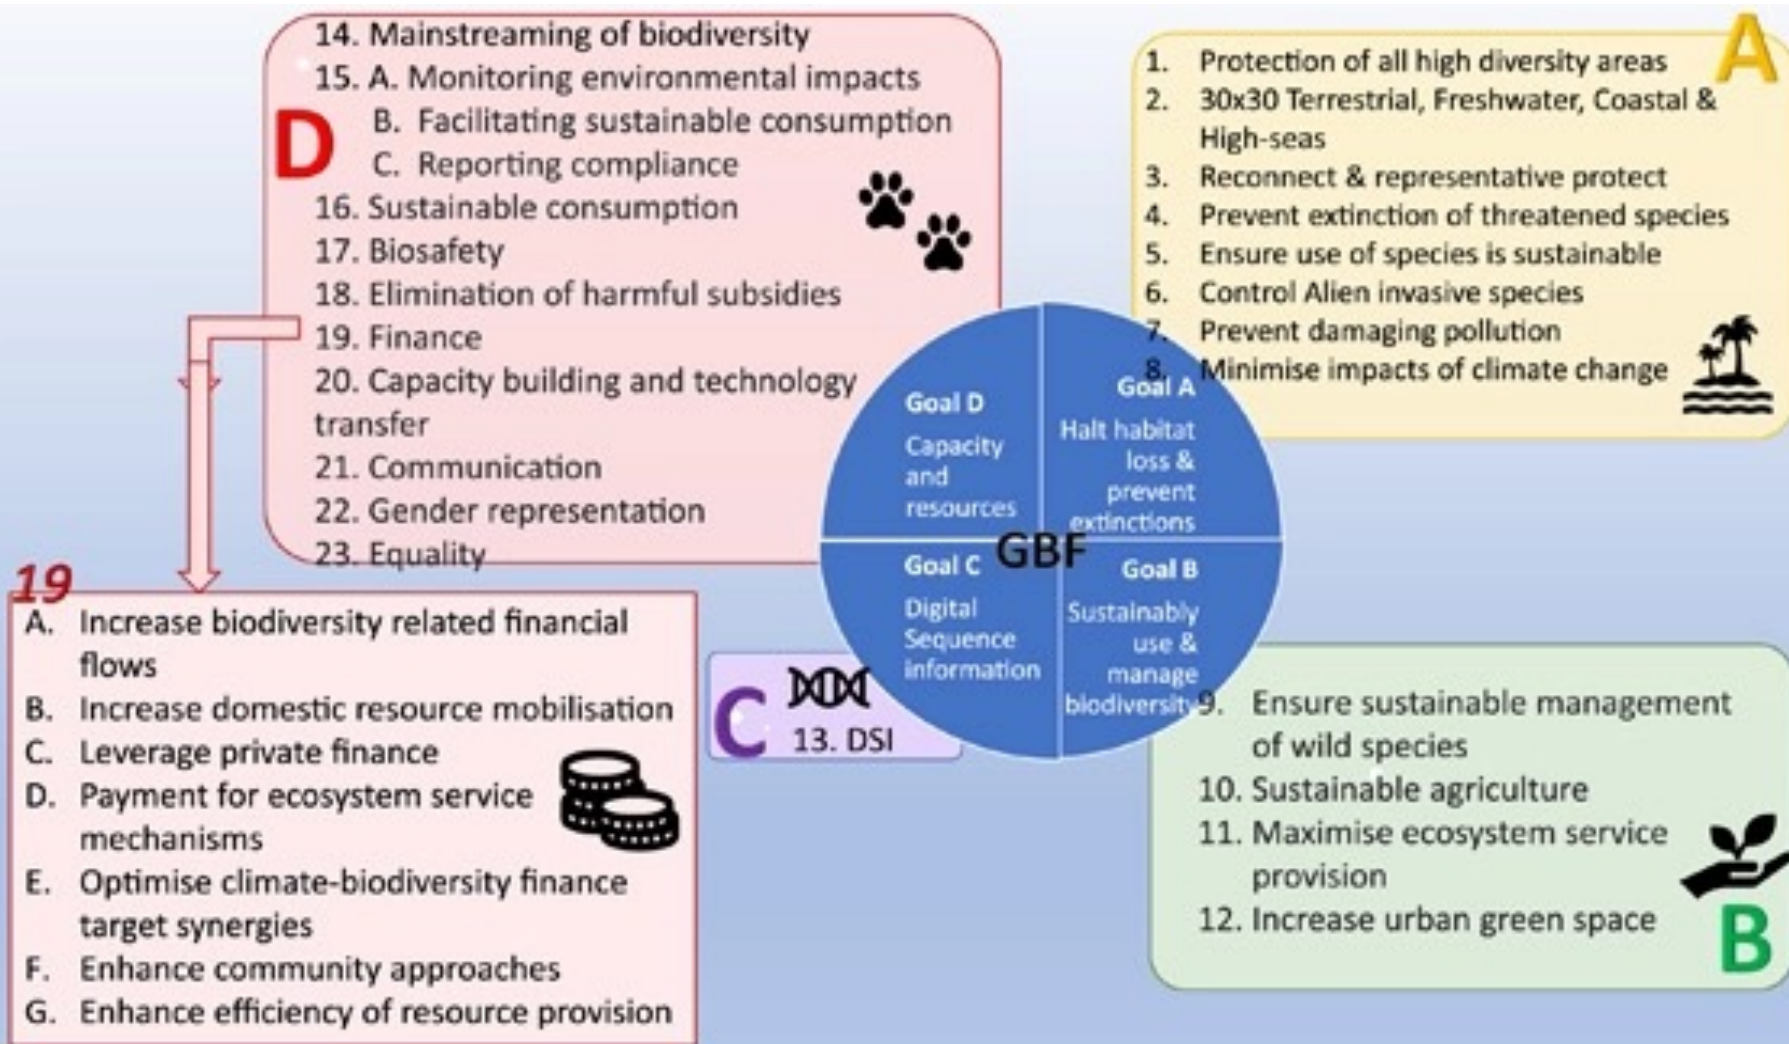 14. Mainstreaming of biodiversity
15. A. Monitoring environmental impacts
B. Facilitating sustainable consumption
C. Reporting compliance
D
16. Sustainable consumption
17. Biosafety
18. Elimination of harmful subsidies
19. Finance
20. Capacity building and technology
transfer
21. Communication
22. Gender representation
23. Equality
A
1. Protection of all high diversity areas
2. 30x30 Terrestrial, Freshwater, Coastal &
High-seas
3. Reconnect & representative protect
4. Prevent extinction of threatened species
5. Ensure use of species is sustainable
6. Control Alien invasive species
7. Prevent damaging pollution
8. Minimise impacts of climate change
Goal D
Capacity
and
resources
Goal A
Halt habitat
loss &
prevent
extinctions
GBF
Goal C
Digital
Sequence
information
Goal B
Sustainably
use &
manage
biodiversity
19
A. Increase biodiversity related financial
flows
B. Increase domestic resource mobilisation
C. Leverage private finance
D. Payment for ecosystem service
mechanisms
E. Optimise climate-biodiversity finance
target synergies
F. Enhance community approaches
G. Enhance efficiency of resource provision
C
13. DSI
9. Ensure sustainable management
of wild species
10. Sustainable agriculture
11. Maximise ecosystem service
provision
12. Increase urban green space
B